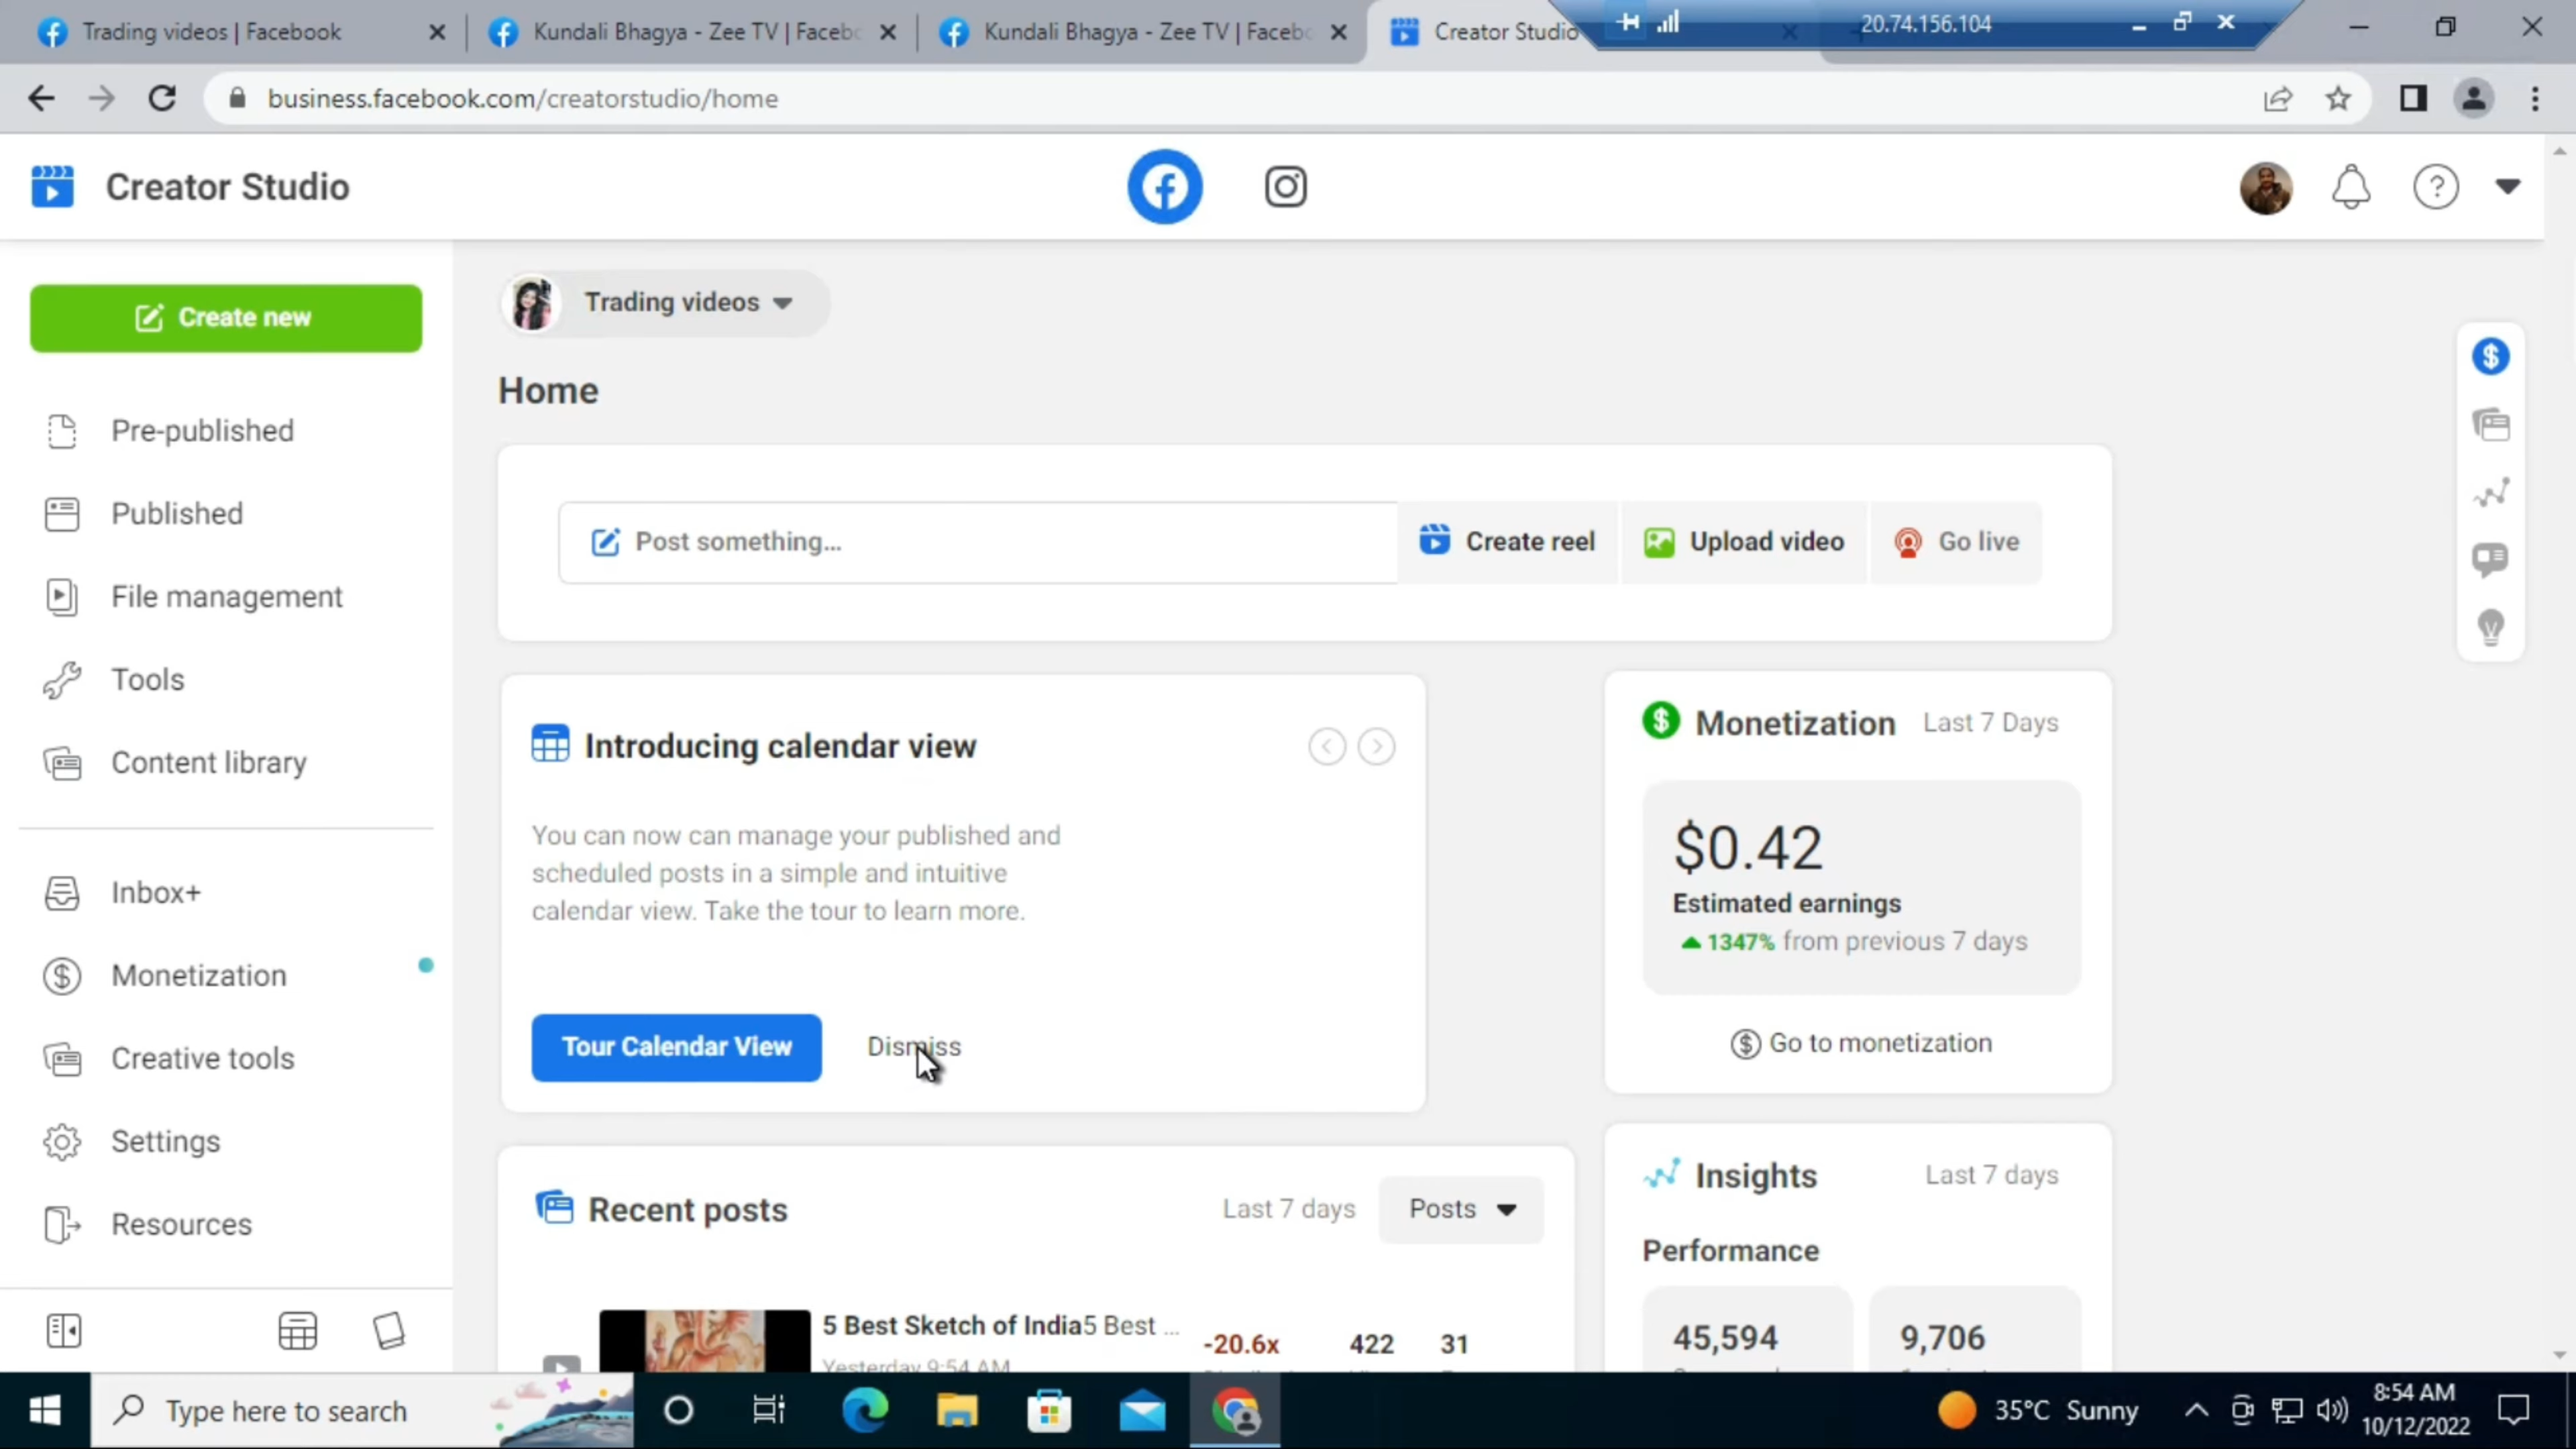 Trading videos | Facebook
Kundali Bhagya - Zee TV | Facebo
Kundali Bhagya - Zee TV | Facebo
Creator Studio
20.74.156.104
business.facebook.com/creatorstudio/home
Creator Studio
Create new
Trading videos
Home
Pre-published
Published
File management
Tools
Content library
Inbox+
Monetization
Creative tools
Settings
Resources
Post something...
Create reel
Upload video
Go live
Introducing calendar view
You can now can manage your published and
scheduled posts in a simple and intuitive
calendar view. Take the tour to learn more.
Tour Calendar View
Dismiss
Monetization Last 7 Days
$0.42
Estimated earnings
1347% from previous 7 days
Go to monetization
Recent posts
Last 7 days
Posts
5 Best Sketch of India5 Best ...
Yesterday 9:54 AM
-20.6x
422
31
Insights
Last 7 days
Performance
45,594
9,706
Type here to search
35°C Sunny
8:54 AM
10/12/2022